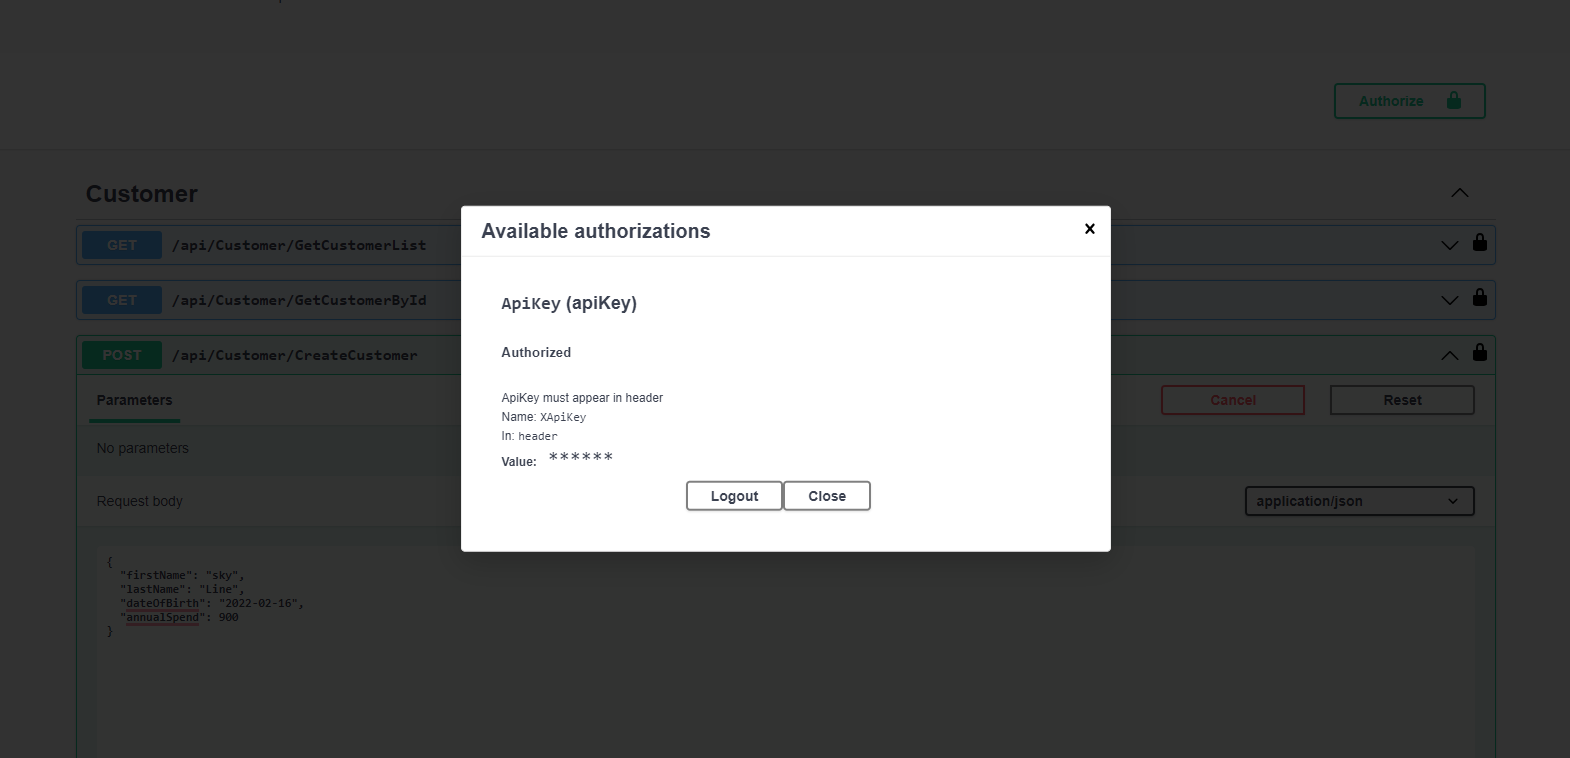 Authorize
Customer
GET /api/Customer/GetCustomerList
GET /api/Customer/GetCustomerById
POST /api/Customer/CreateCustomer
Parameters
Cancel
Reset
No parameters
Request body
application/json
{
"firstName": "sky",
"lastName": "Line",
"dateOfBirth": "2022-02-16",
"annualSpend": 900
}
Available authorizations
×
ApiKey (apiKey)
Authorized
ApiKey must appear in header
Name: XApiKey
In: header
Value: ******
Logout
Close